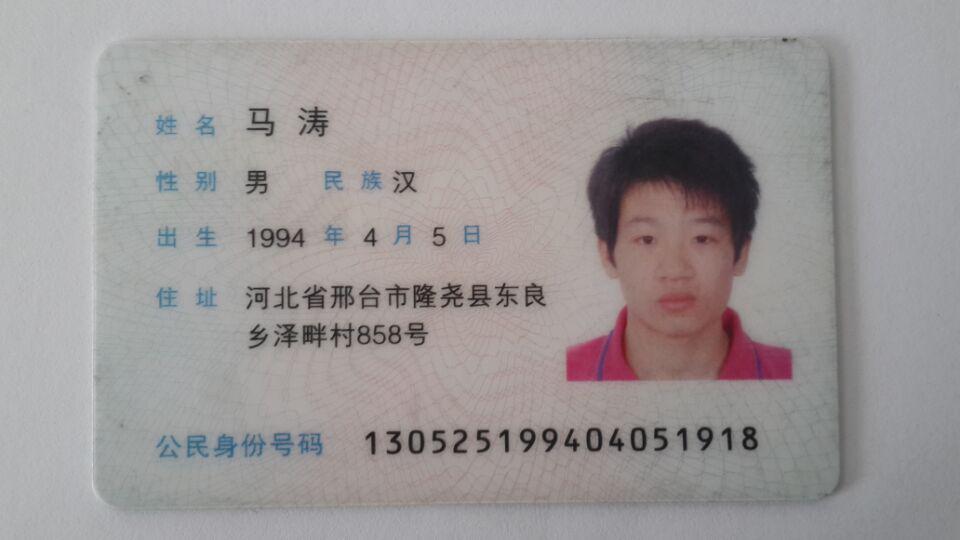 姓名 马涛
性别 男 民族 汉
出生 1994 年 4 月 5 日
住址 河北省邢台市隆尧县东良
乡泽畔村858号
公民身份号码 130525199404051918